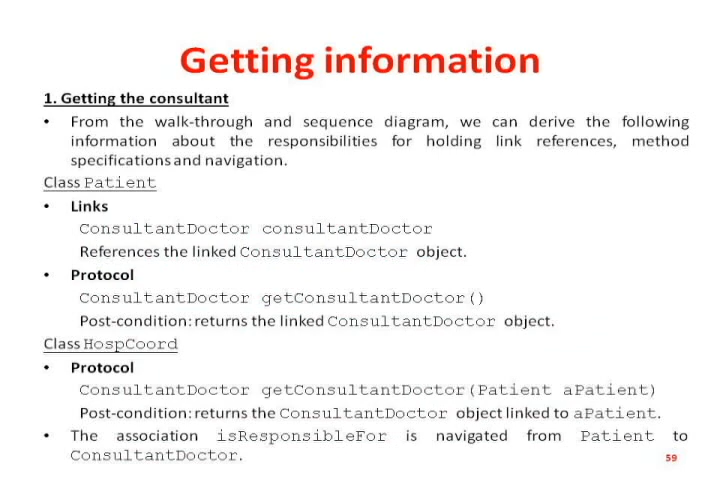 Getting information
1. Getting the consultant
• From the walk-through and sequence diagram, we can derive the following
information about the responsibilities for holding link references, method
specifications and navigation.
Class Patient
• Links
ConsultantDoctor consultantDoctor
References the linked ConsultantDoctor object.
• Protocol
ConsultantDoctor getConsultantDoctor()
Post-condition: returns the linked ConsultantDoctor object.
Class HospCoord
• Protocol
ConsultantDoctor getConsultantDoctor(Patient aPatient)
Post-condition: returns the ConsultantDoctor object linked to aPatient.
• The association isResponsibleFor is navigated from Patient to
ConsultantDoctor.
59